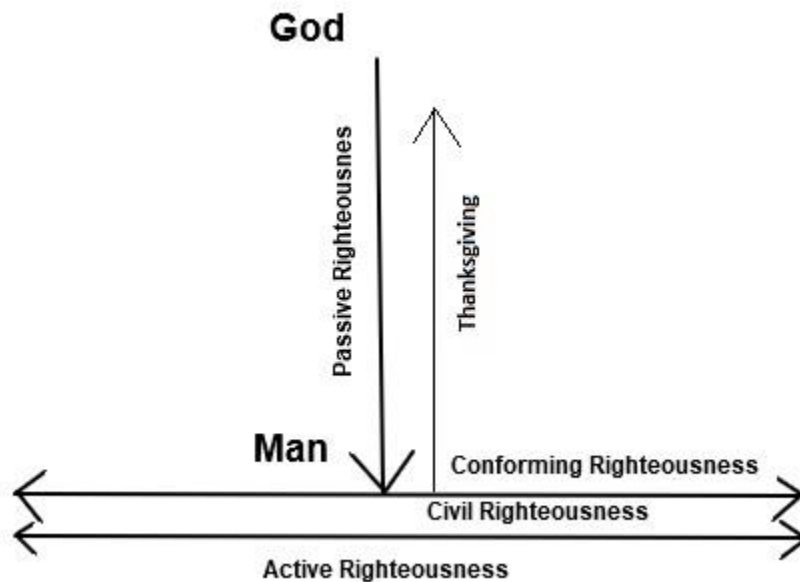 God
Passive Righteousnes
Thanksgiving
Man
Conforming Righteousness
Civil Righteousness
Active Righteousness